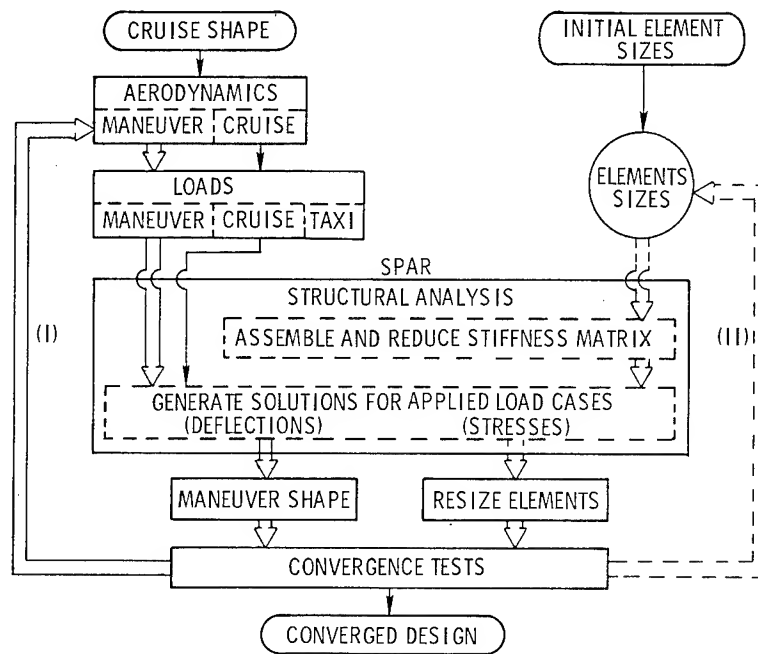 CRUISE SHAPE
INITIAL ELEMENT
SIZES
AERODYNAMICS
MANEUVER CRUISE
LOADS
MANEUVER CRUISE TAXI
ELEMENTS
SIZES
SPAR
STRUCTURAL ANALYSIS
ASSEMBLE AND REDUCE STIFFNESS MATRIX
(I)
(II)
GENERATE SOLUTIONS FOR APPLIED LOAD CASES
(DEFLECTIONS) (STRESSES)
MANEUVER SHAPE
RESIZE ELEMENTS
CONVERGENCE TESTS
CONVERGED DESIGN